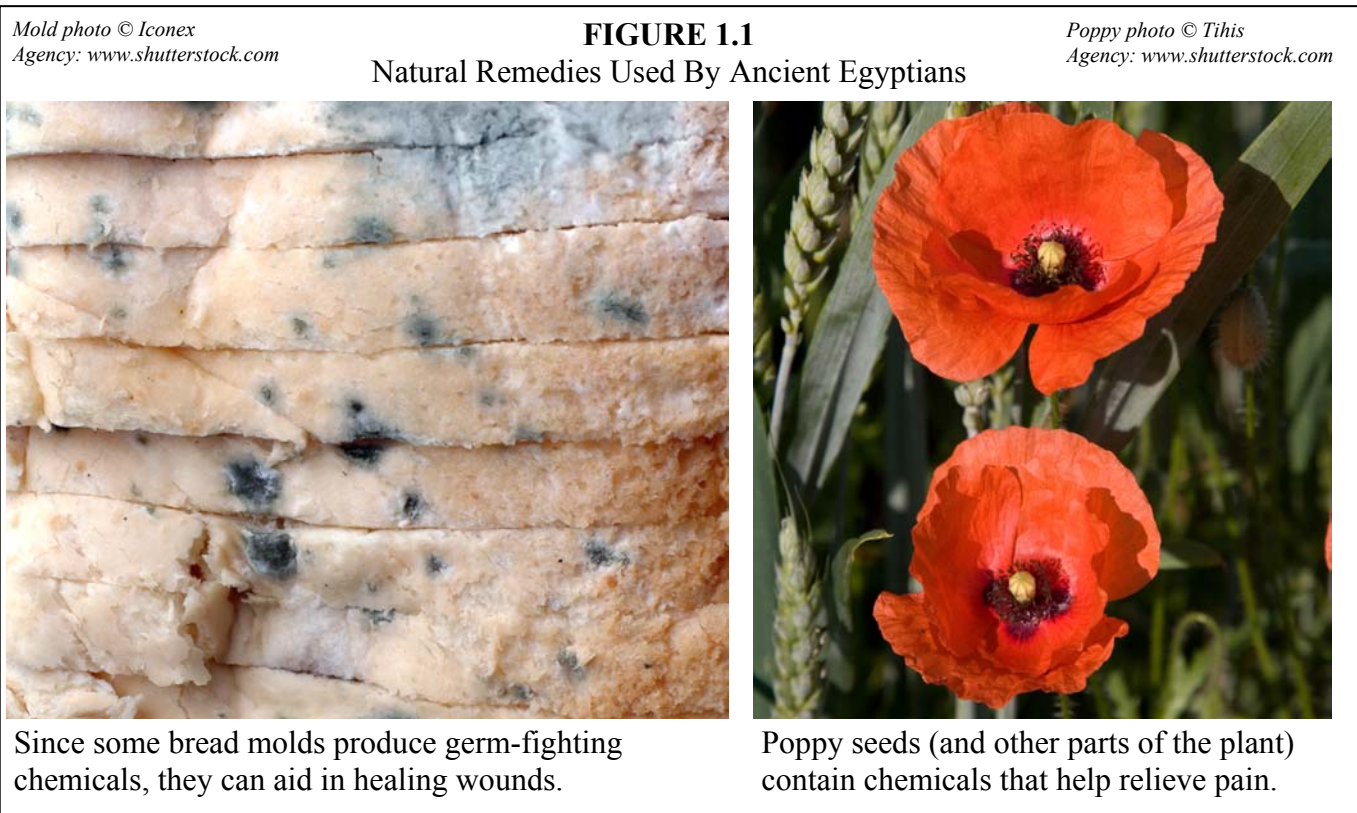 Mold photo © Iconex
Agency: www.shutterstock.com
FIGURE 1.1
Natural Remedies Used By Ancient Egyptians
Poppy photo © Tihis
Agency: www.shutterstock.com
Since some bread molds produce germ-fighting
chemicals, they can aid in healing wounds.
Poppy seeds (and other parts of the plant)
contain chemicals that help relieve pain.